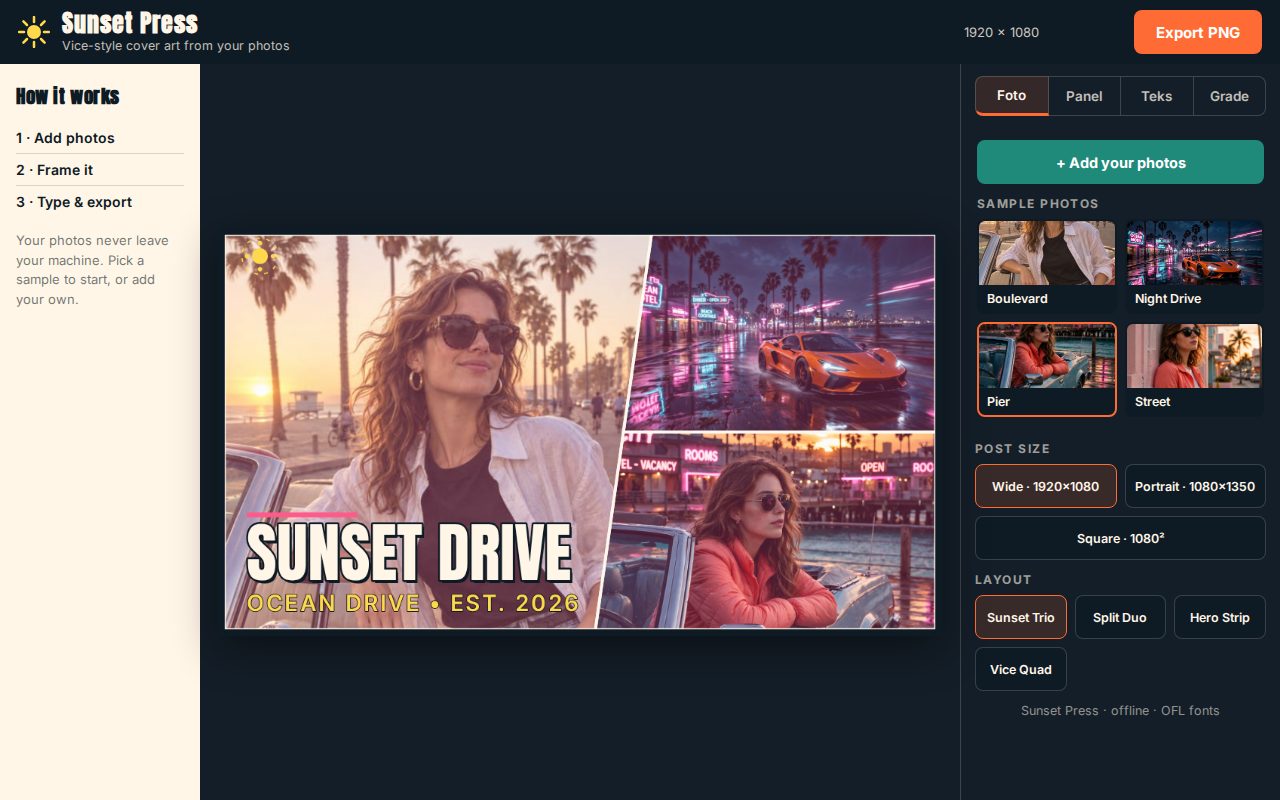 Sunset Press
Vice-style cover art from your photos
1920 × 1080
Export PNG
How it works
1 · Add photos
2 · Frame it
3 · Type & export
Your photos never leave
your machine. Pick a
sample to start, or add
your own.
SUNSET DRIVE
OCEAN DRIVE • EST. 2026
EL - VACANCY
ROOMS
OPEN
ROO
Foto
Panel
Teks
Grade
+ Add your photos
SAMPLE PHOTOS
Boulevard
Night Drive
Pier
Street
POST SIZE
Wide · 1920×1080
Portrait · 1080×1350
Square · 1080²
LAYOUT
Sunset Trio
Split Duo
Hero Strip
Vice Quad
Sunset Press · offline · OFL fonts